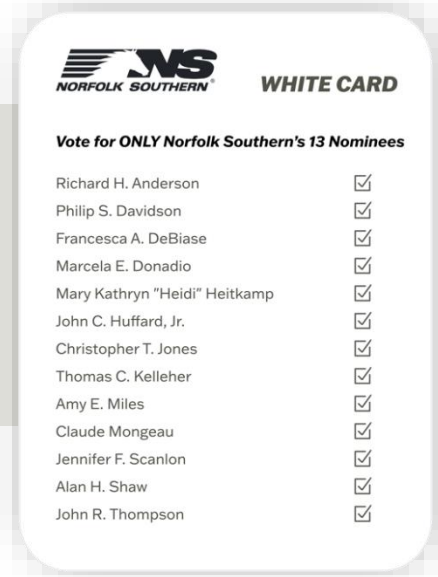 NS
NORFOLK SOUTHERN®
WHITE CARD
Vote for ONLY Norfolk Southern's 13 Nominees
Richard H. Anderson
Philip S. Davidson
Francesca A. DeBiase
Marcela E. Donadio
Mary Kathryn "Heidi" Heitkamp
John C. Huffard, Jr.
Christopher T. Jones
Thomas C. Kelleher
Amy E. Miles
Claude Mongeau
Jennifer F. Scanlon
Alan H. Shaw
John R. Thompson